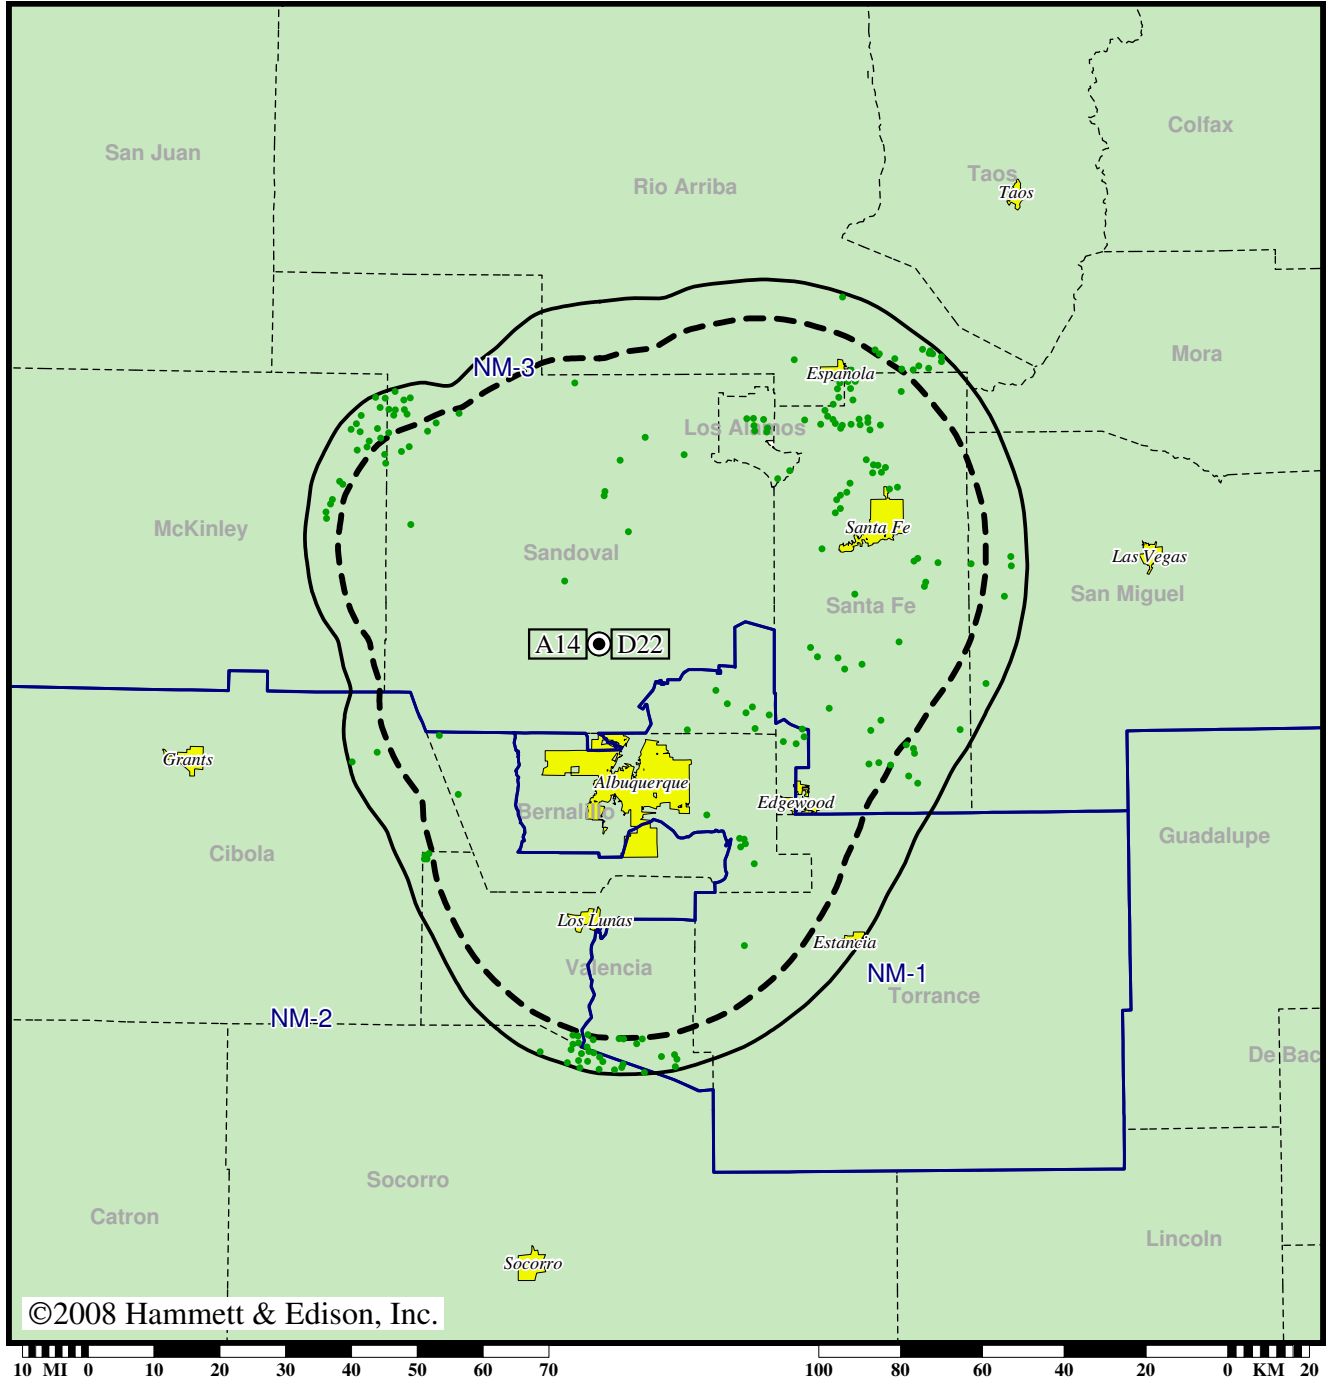 Colfax
San Juan
Taos
Rio Arriba
Taos
Mora
NM-3
Española
Los Alamos
McKinley
Santa Fe
Sandoval
Las Vegas
San Miguel
Santa Fe
A14 D22
Grants
Albuquerque
Edgewood
Bernalillo
Guadalupe
Cibola
Los Lunas
Estancia
Valencia
NM-1
Torrance
NM-2
De Bac
Socorro
Catron
Lincoln
Socorro
©2008 Hammett & Edison, Inc.
10 MI 0 10 20 30 40 50 60 70 100 80 60 40 20 0 KM 20